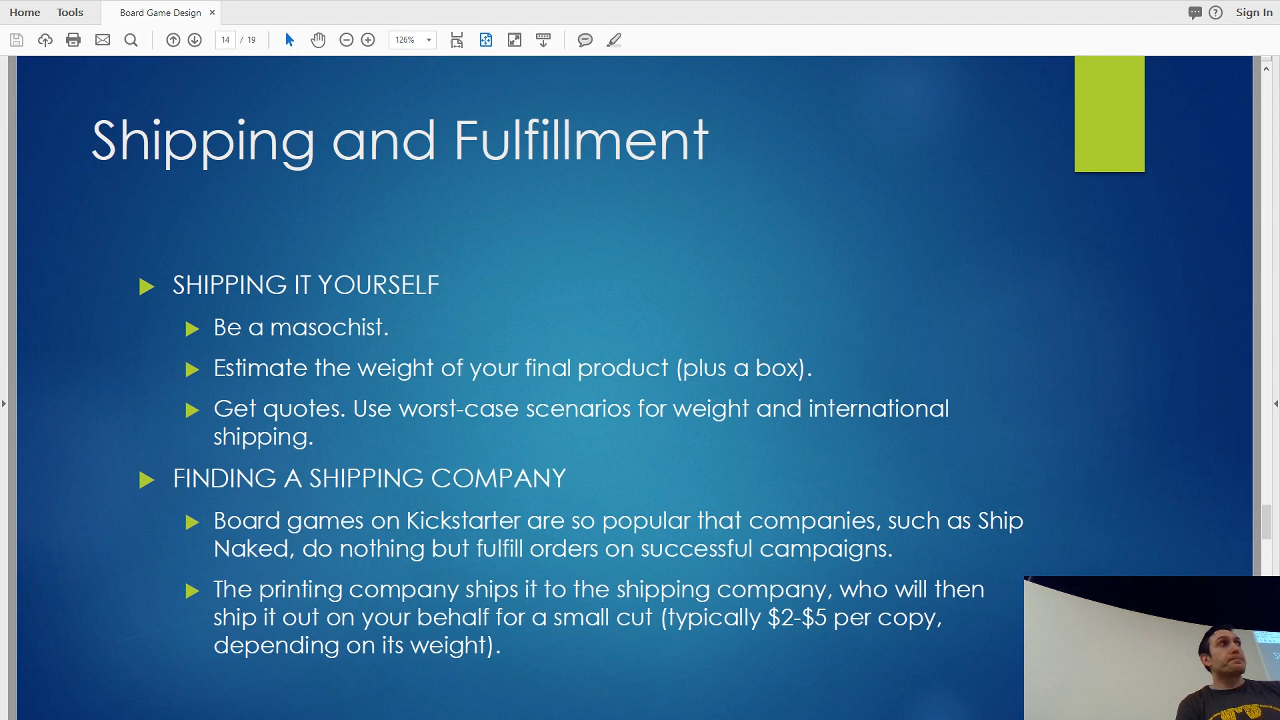 Home Tools Board Game Design × Sign In
14 / 19 126%
Shipping and Fulfillment
SHIPPING IT YOURSELF
Be a masochist.
Estimate the weight of your final product (plus a box).
Get quotes. Use worst-case scenarios for weight and international
shipping.
FINDING A SHIPPING COMPANY
Board games on Kickstarter are so popular that companies, such as Ship
Naked, do nothing but fulfill orders on successful campaigns.
The printing company ships it to the shipping company, who will then
ship it out on your behalf for a small cut (typically $2-$5 per copy,
depending on its weight).